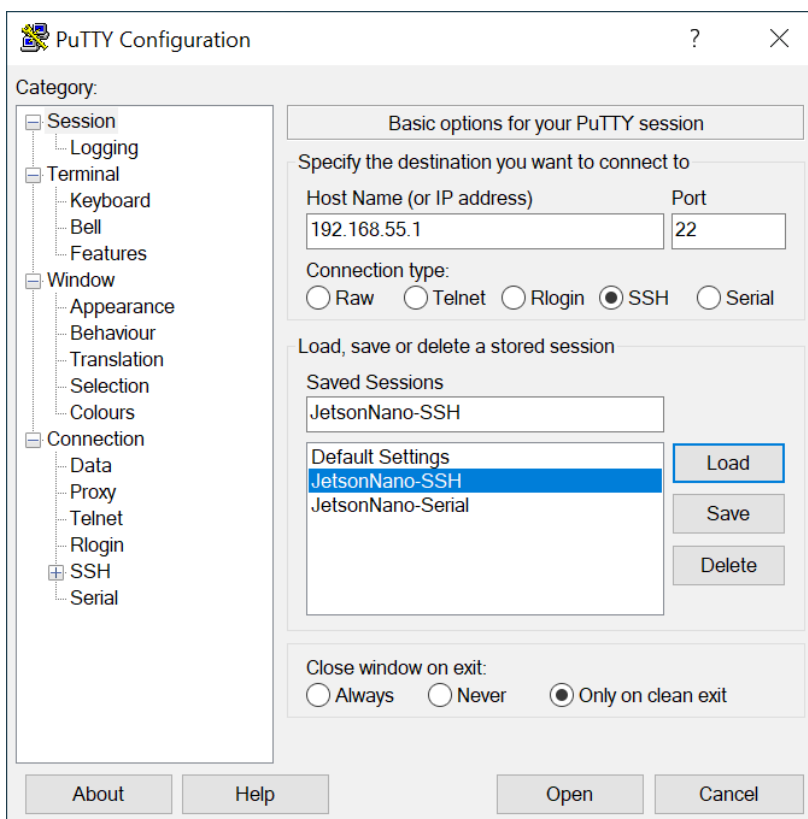 PuTTY Configuration
?
Category:
Session
Logging
Terminal
Keyboard
Bell
Features
Window
Appearance
Behaviour
Translation
Selection
Colours
Connection
Data
Proxy
Telnet
Rlogin
SSH
Serial
Basic options for your PuTTY session
Specify the destination you want to connect to
Host Name (or IP address) Port
192.168.55.1 22
Connection type:
Raw Telnet Rlogin SSH Serial
Load, save or delete a stored session
Saved Sessions
JetsonNano-SSH
Default Settings
JetsonNano-SSH
JetsonNano-Serial
Load
Save
Delete
Close window on exit:
Always Never Only on clean exit
About Help Open Cancel